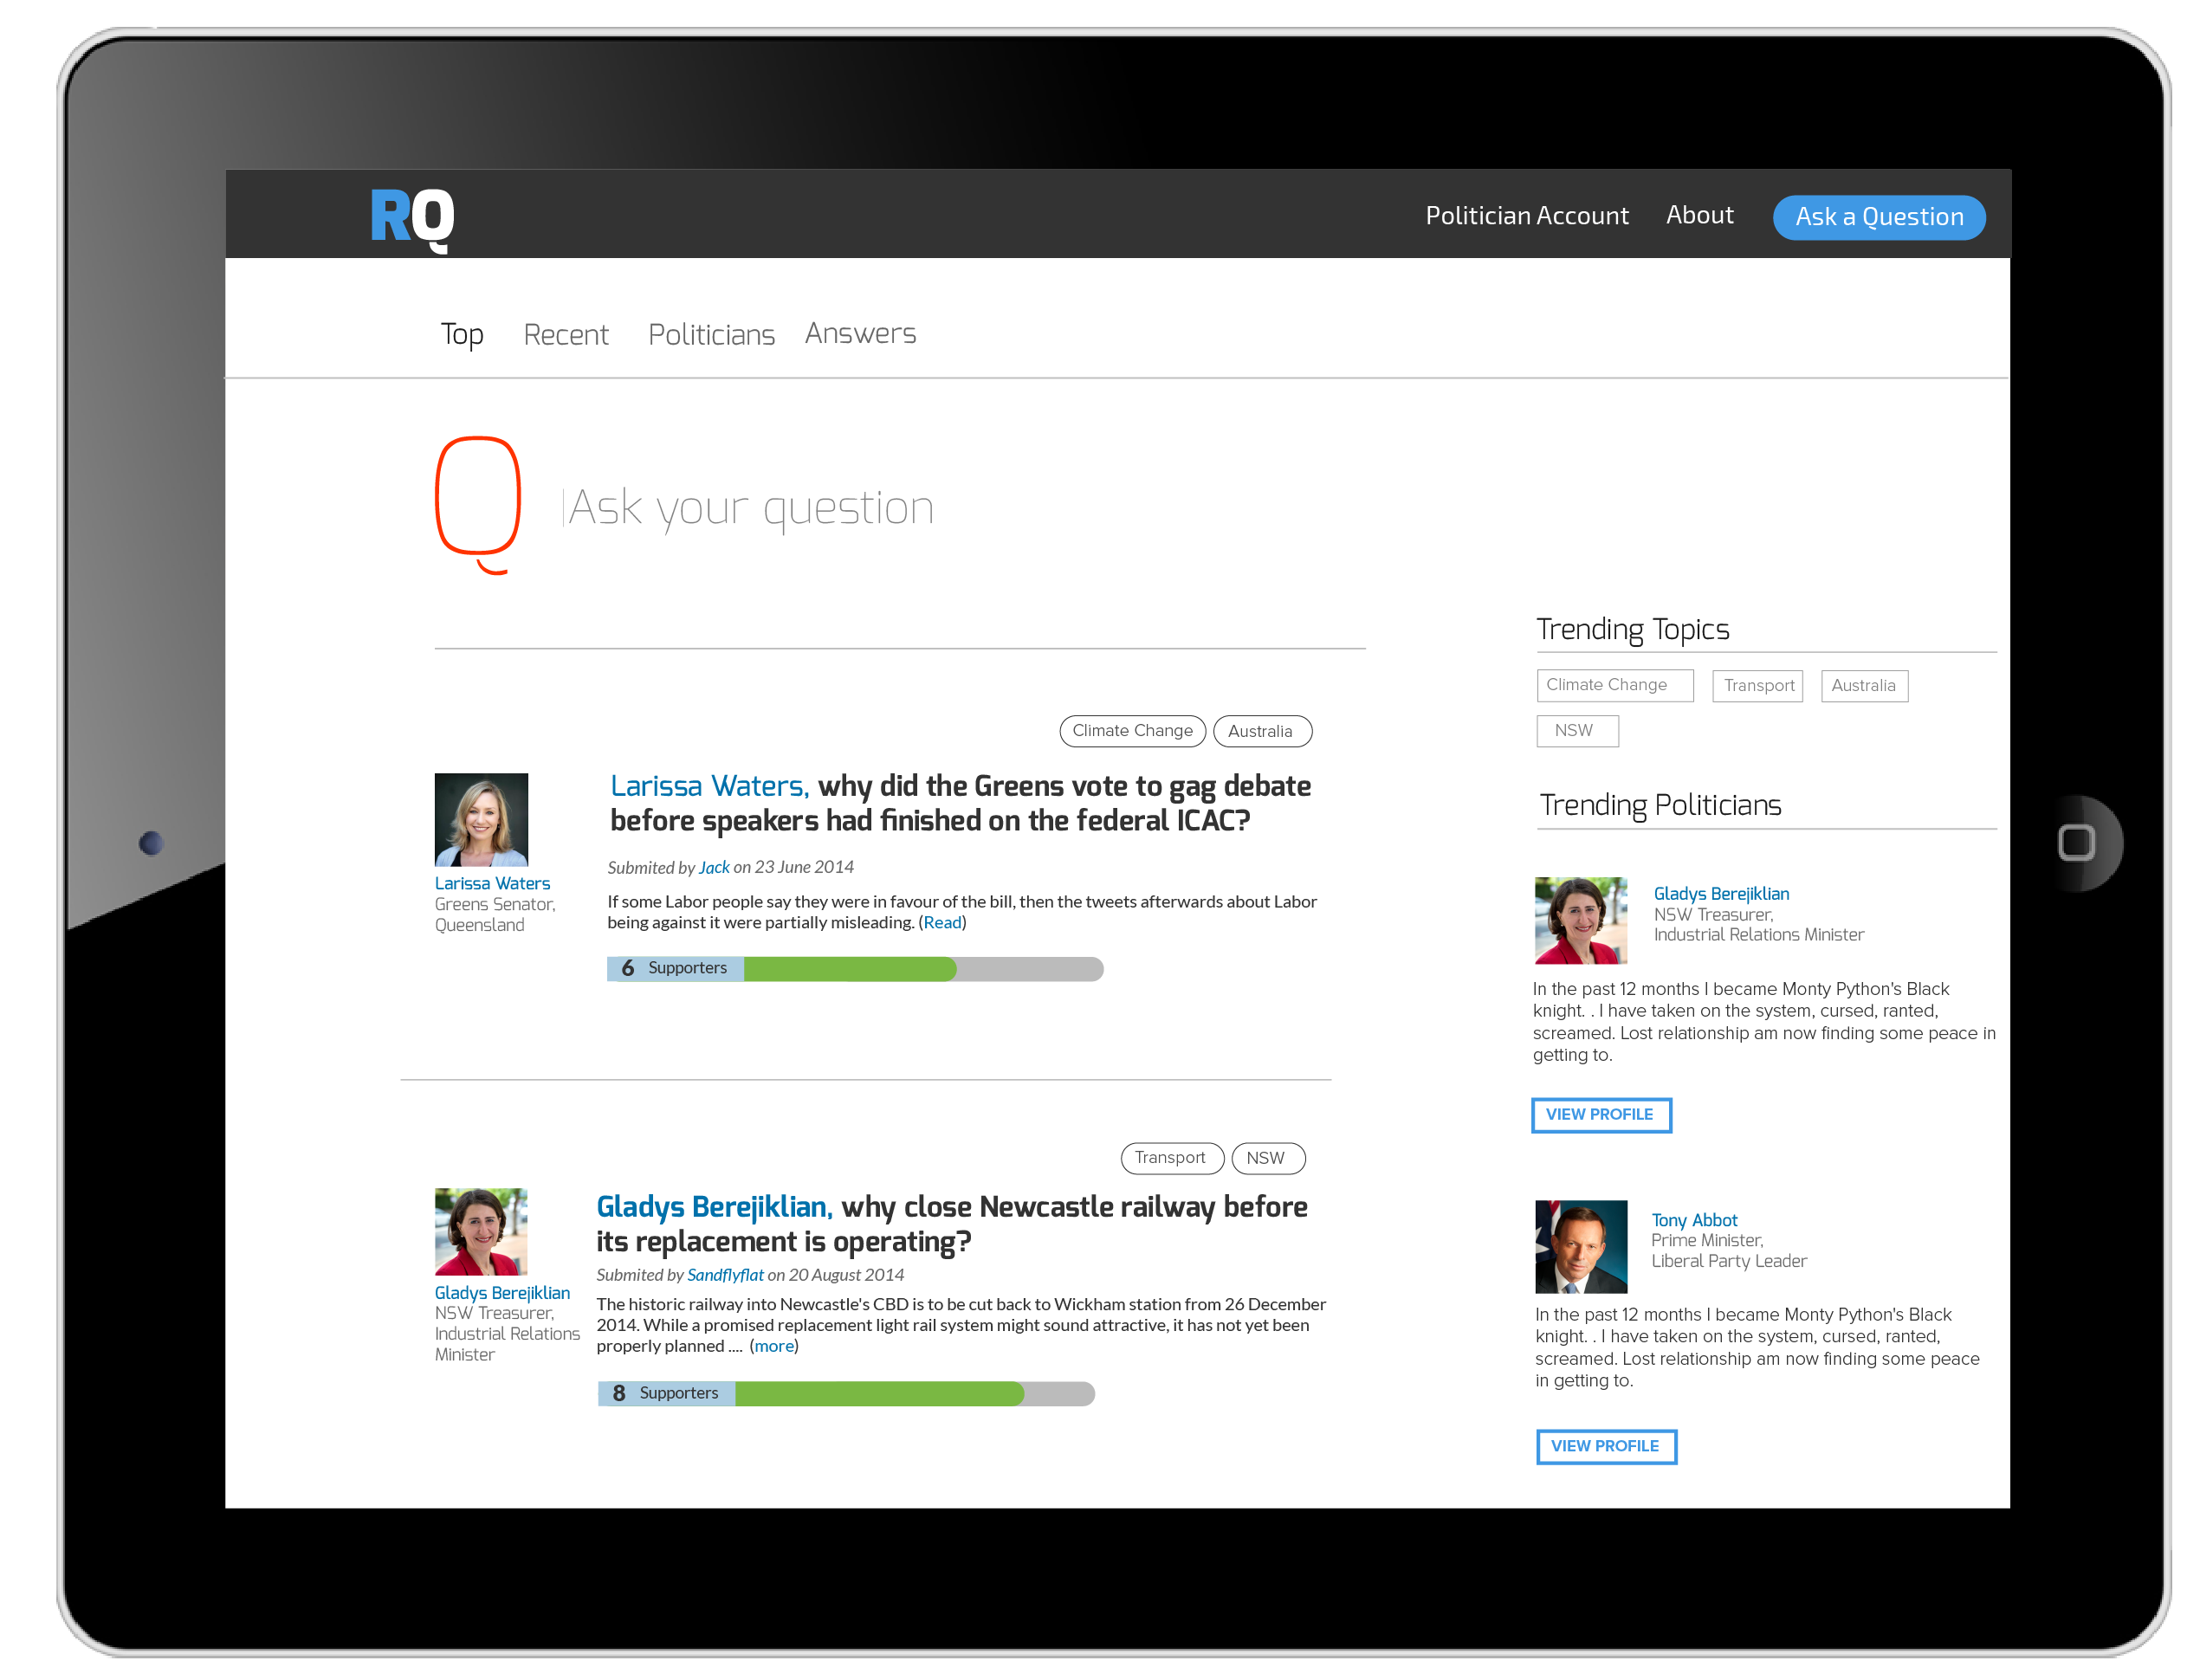 RQ
Politician Account About Ask a Question
Top Recent Politicians Answers
Q Ask your question
Climate Change Australia
Larissa Waters, why did the Greens vote to gag debate
before speakers had finished on the federal ICAC?
Larissa Waters
Greens Senator,
Queensland
Submited by Jack on 23 June 2014
If some Labor people say they were in favour of the bill, then the tweets afterwards about Labor
being against it were partially misleading. (Read)
6 Supporters
Transport NSW
Gladys Berejiklian, why close Newcastle railway before
its replacement is operating?
Gladys Berejiklian
NSW Treasurer,
Industrial Relations
Minister
Submited by Sandflyflat on 20 August 2014
The historic railway into Newcastle's CBD is to be cut back to Wickham station from 26 December
2014. While a promised replacement light rail system might sound attractive, it has not yet been
properly planned .... (more)
8 Supporters
Trending Topics
Climate Change Transport Australia
NSW
Trending Politicians
Gladys Berejiklian
NSW Treasurer,
Industrial Relations Minister
In the past 12 months I became Monty Python's Black
knight. . I have taken on the system, cursed, ranted,
screamed. Lost relationship am now finding some peace in
getting to.
VIEW PROFILE
Tony Abbot
Prime Minister,
Liberal Party Leader
In the past 12 months I became Monty Python's Black
knight. . I have taken on the system, cursed, ranted,
screamed. Lost relationship am now finding some peace
in getting to.
VIEW PROFILE